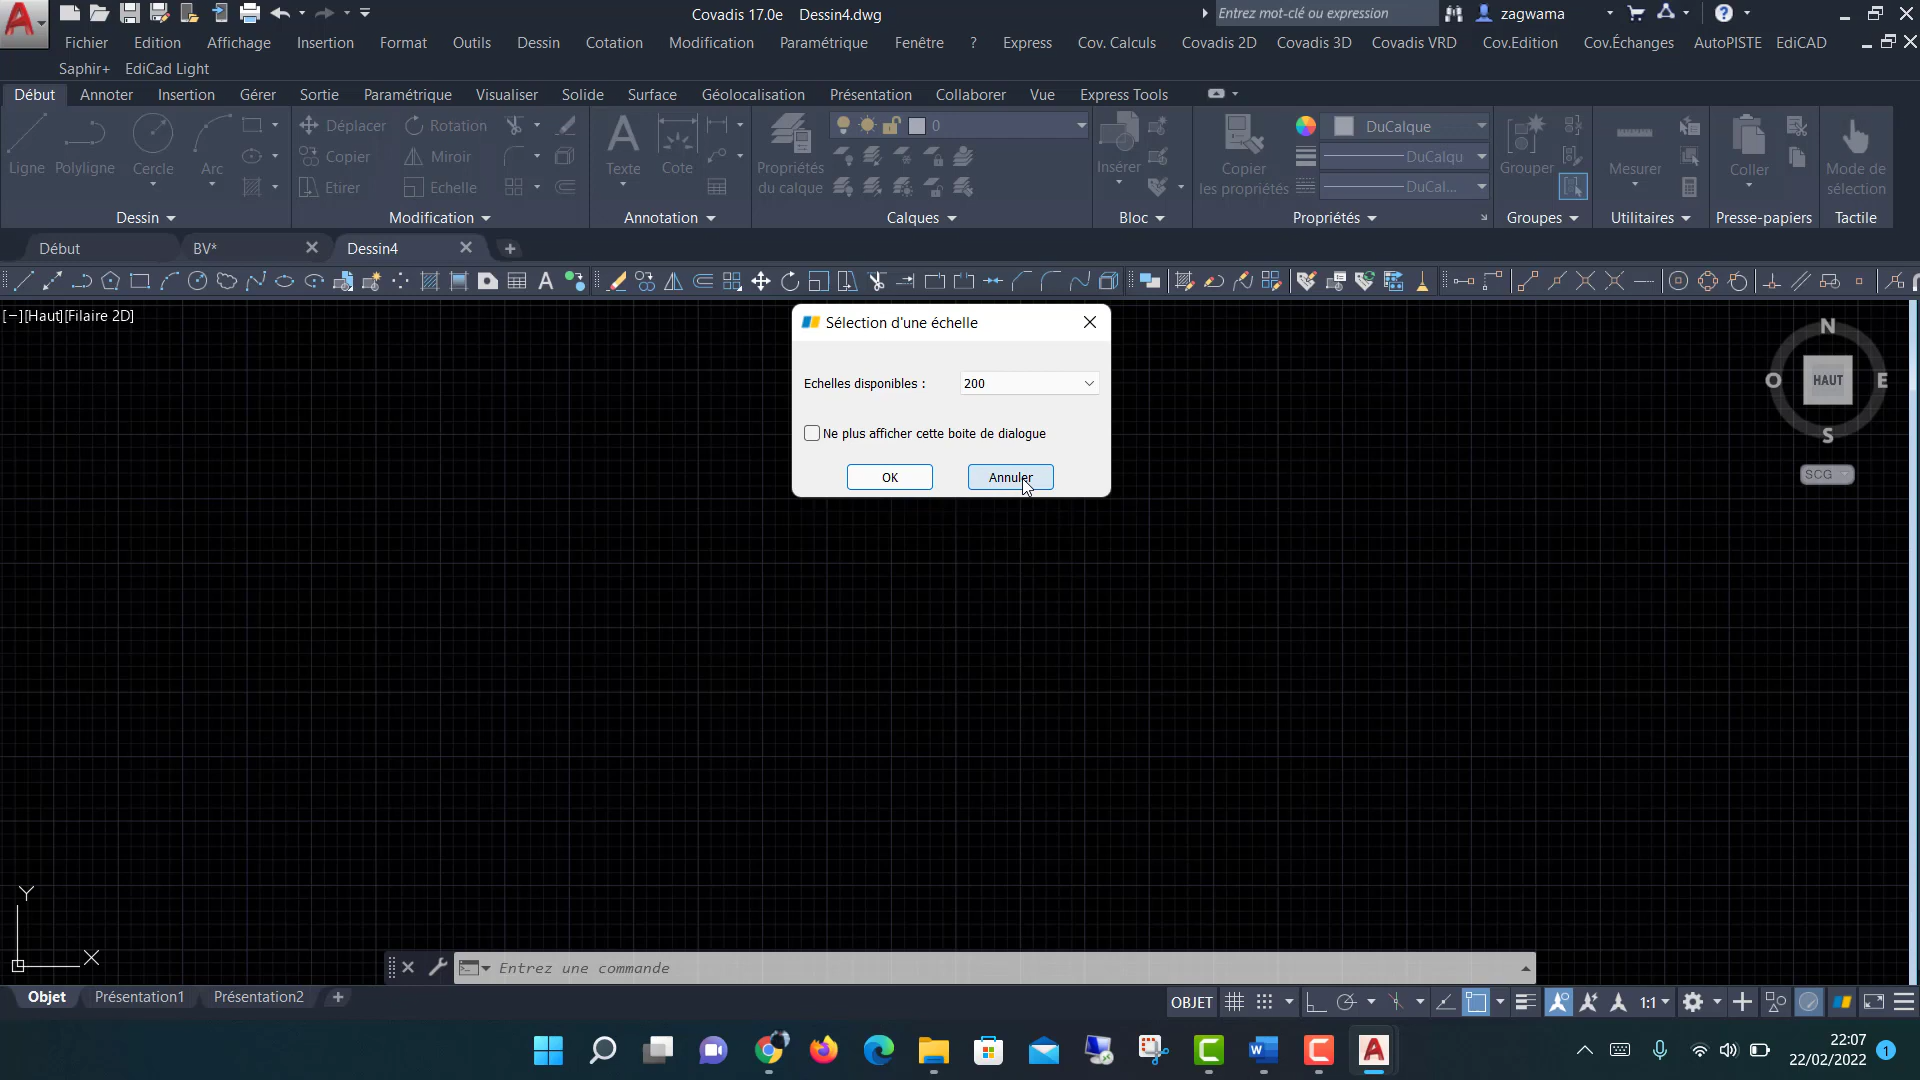 Covadis 17.0e Dessin4.dwg
Entrez mot-clé ou expression
zagwama
Fichier Edition Affichage Insertion Format Outils Dessin Cotation Modification Paramétrique Fenêtre ? Express Cov. Calculs Covadis 2D Covadis 3D Covadis VRD Cov.Edition Cov.Échanges AutoPISTE EdiCAD
Saphir+ EdiCad Light
Début Annoter Insertion Gérer Sortie Paramétrique Visualiser Solide Surface Géolocalisation Présentation Collaborer Vue Express Tools
Ligne Polyligne Cercle Arc
Dessin
Déplacer Rotation
Copier Miroir
Etirer Echelle
Modification
Texte Cote
Annotation
Propriétés
du calque
0
Calques
Insérer
Bloc
Copier
les propriétés
DuCalque
DuCalqu
DuCal...
Propriétés
Grouper
Groupes
Mesurer
Utilitaires
Coller
Presse-papiers
Mode de
sélection
Tactile
Début BV* Dessin4
[−][Haut][Filaire 2D]
Sélection d'une échelle
Echelles disponibles : 200
Ne plus afficher cette boite de dialogue
OK Annuler
N
O HAUT E
S
SCG
Y
X
Entrez une commande
Objet Présentation1 Présentation2
OBJET 1:1
22:07
22/02/2022
1